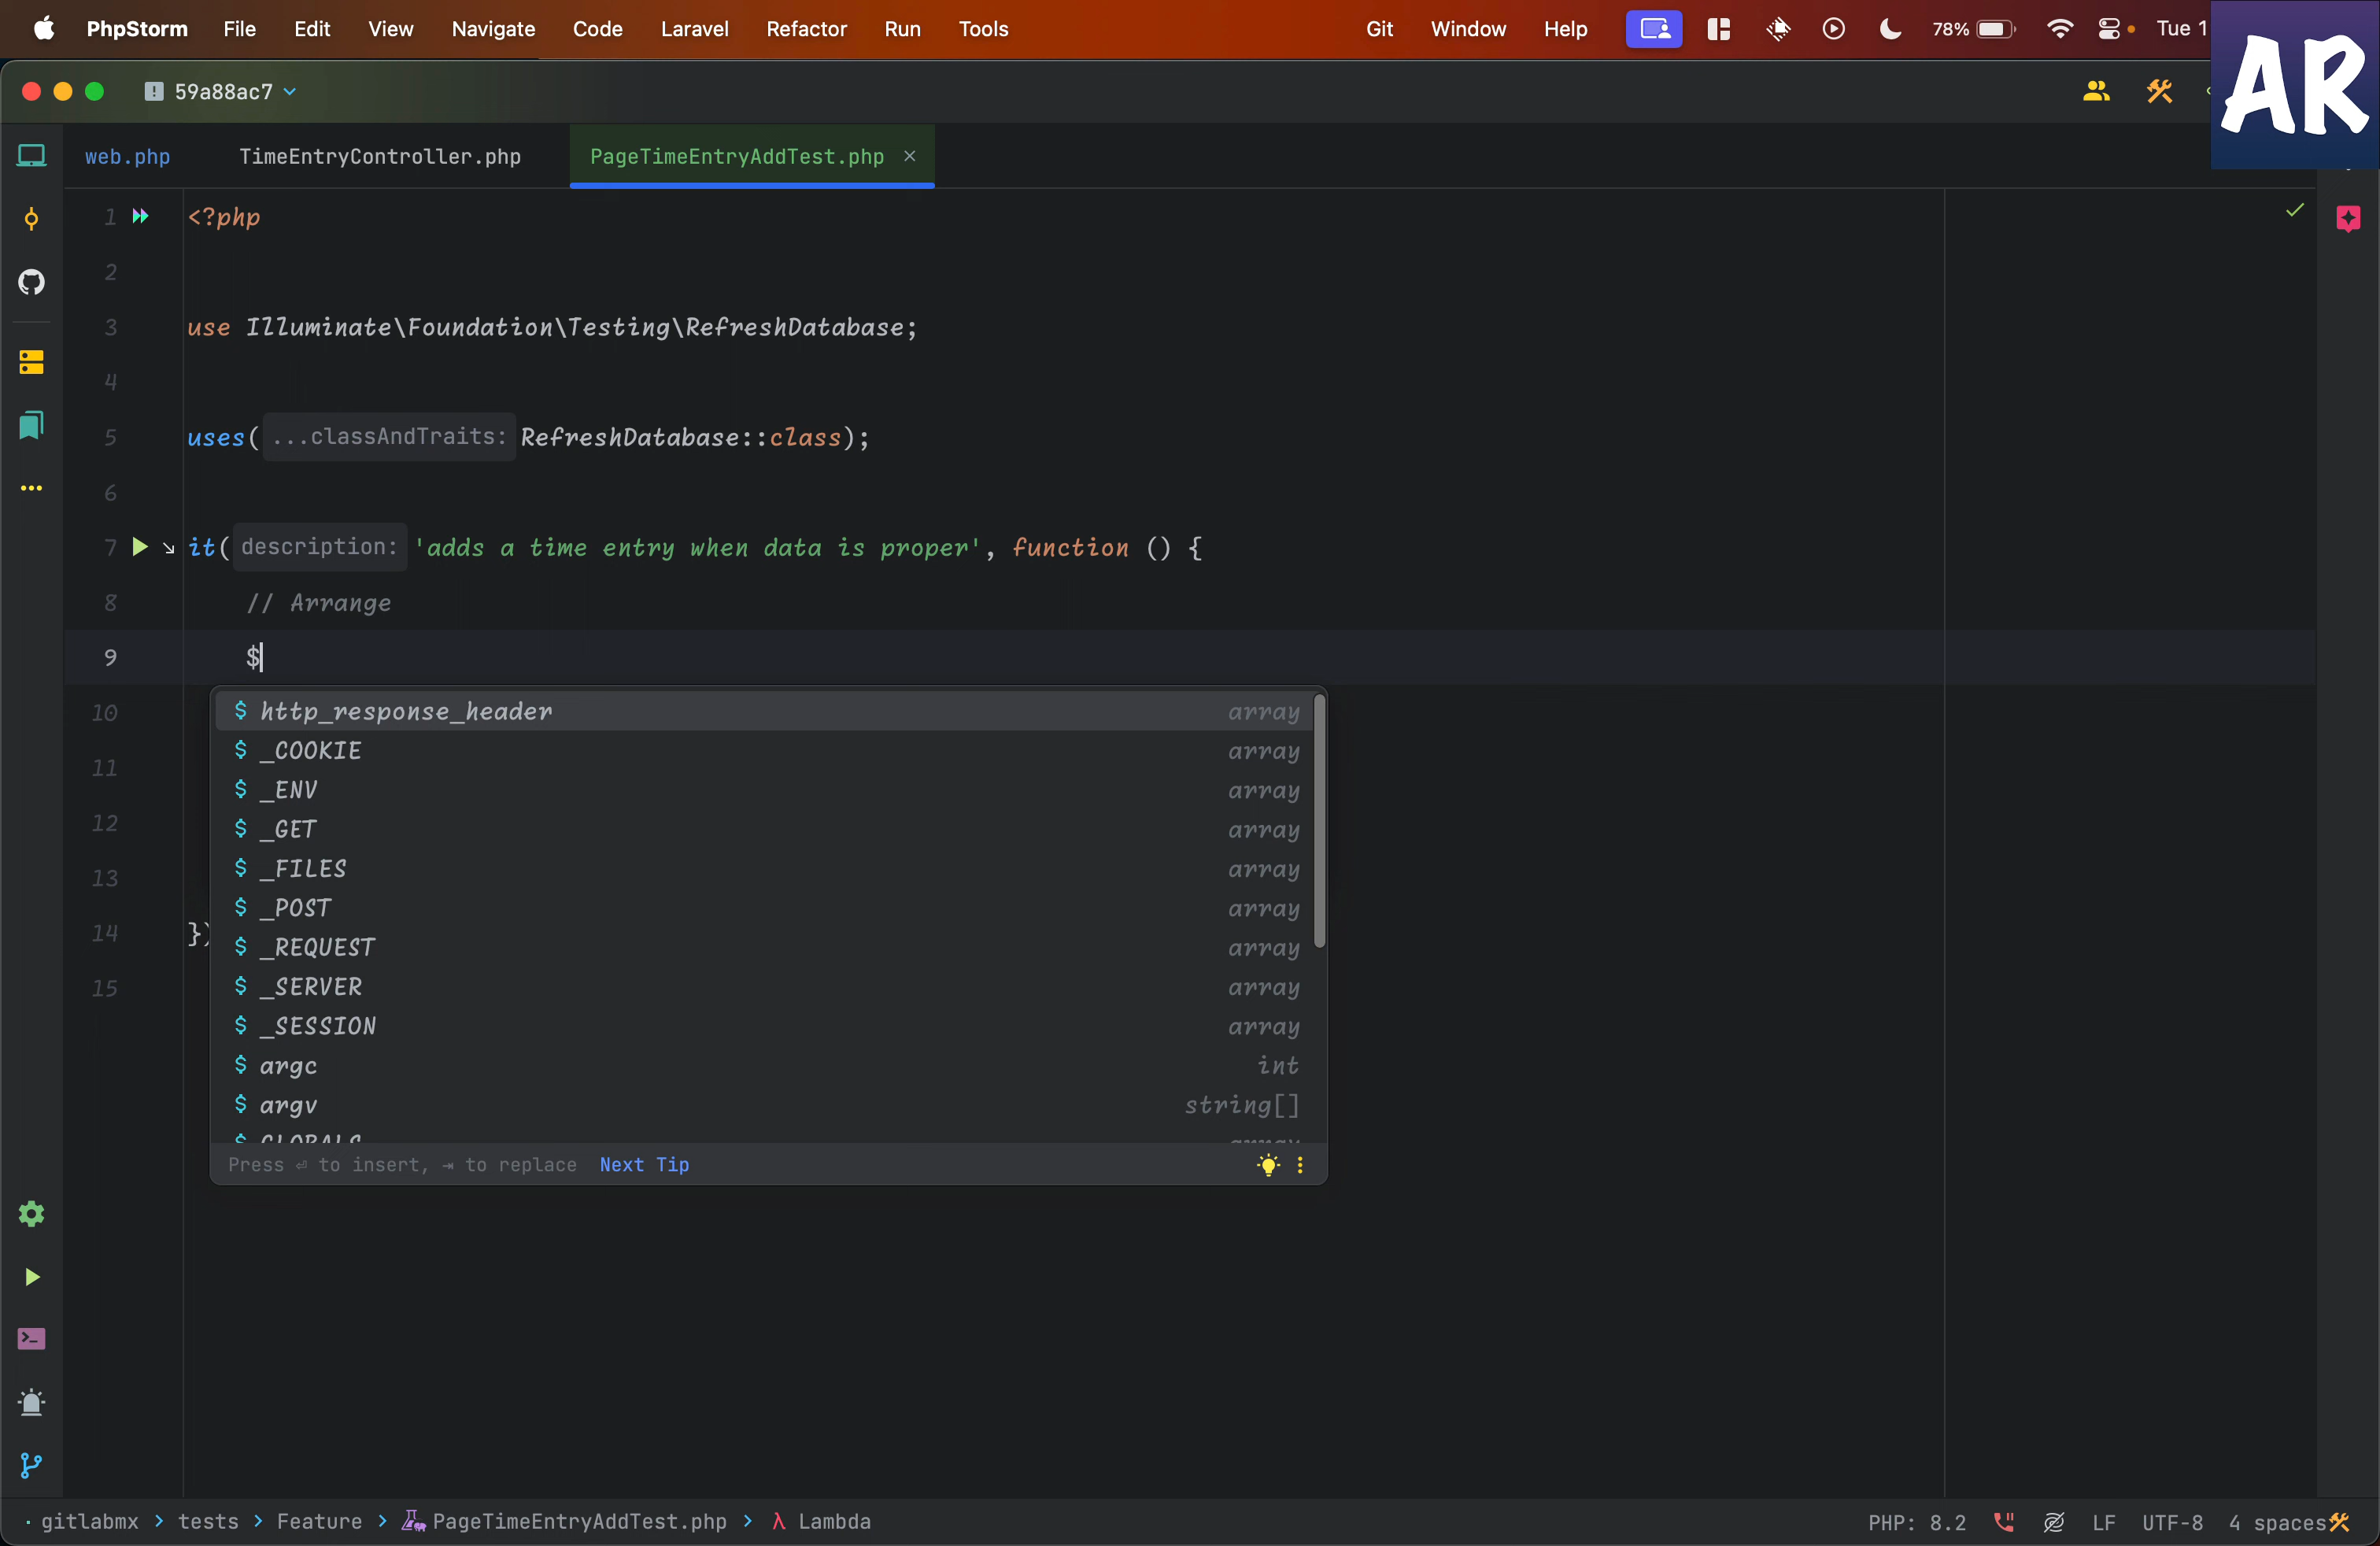 PhpStorm File Edit View Navigate Code Laravel Refactor Run Tools Git Window Help 78% Tue 1
AR
59a88ac7
web.php TimeEntryController.php PageTimeEntryAddTest.php
1 <?php
2
3 use Illuminate\Foundation\Testing\RefreshDatabase;
4
5 uses( ...classAndTraits: RefreshDatabase::class);
6
7 it( description: 'adds a time entry when data is proper', function () {
8 // Arrange
9 $
10
11
12
13
14 })
15
$ http_response_header array
$ _COOKIE array
$ _ENV array
$ _GET array
$ _FILES array
$ _POST array
$ _REQUEST array
$ _SERVER array
$ _SESSION array
$ argc int
$ argv string[]
$ GLOBALS array
Press ⏎ to insert, ⇥ to replace Next Tip
gitlabmx > tests > Feature > PageTimeEntryAddTest.php > λ Lambda PHP: 8.2 LF UTF-8 4 spaces